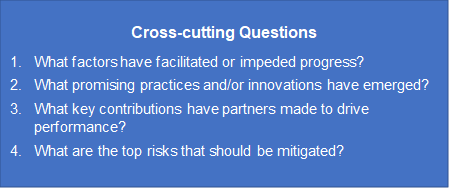 Cross-cutting Questions
1. What factors have facilitated or impeded progress?
2. What promising practices and/or innovations have emerged?
3. What key contributions have partners made to drive
performance?
4. What are the top risks that should be mitigated?